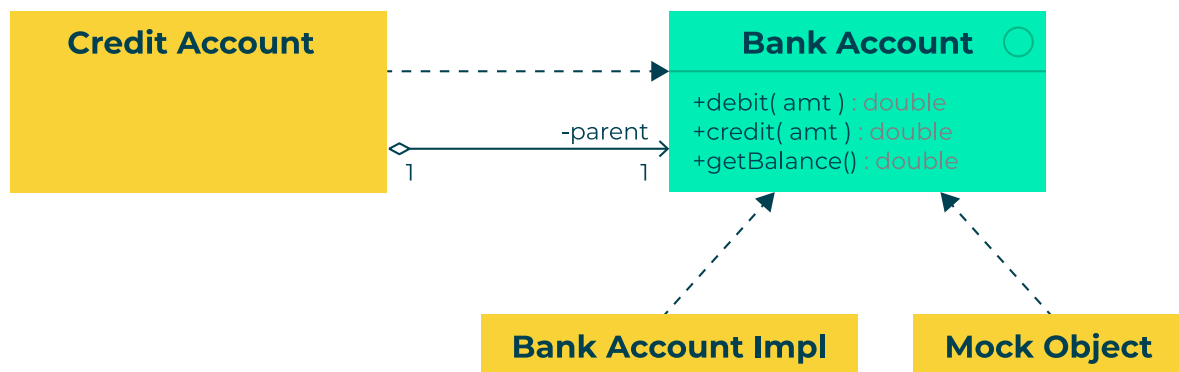 Credit Account
Bank Account
+debit( amt ) : double
+credit( amt ) : double
+getBalance() : double
-parent
1
1
Bank Account Impl
Mock Object